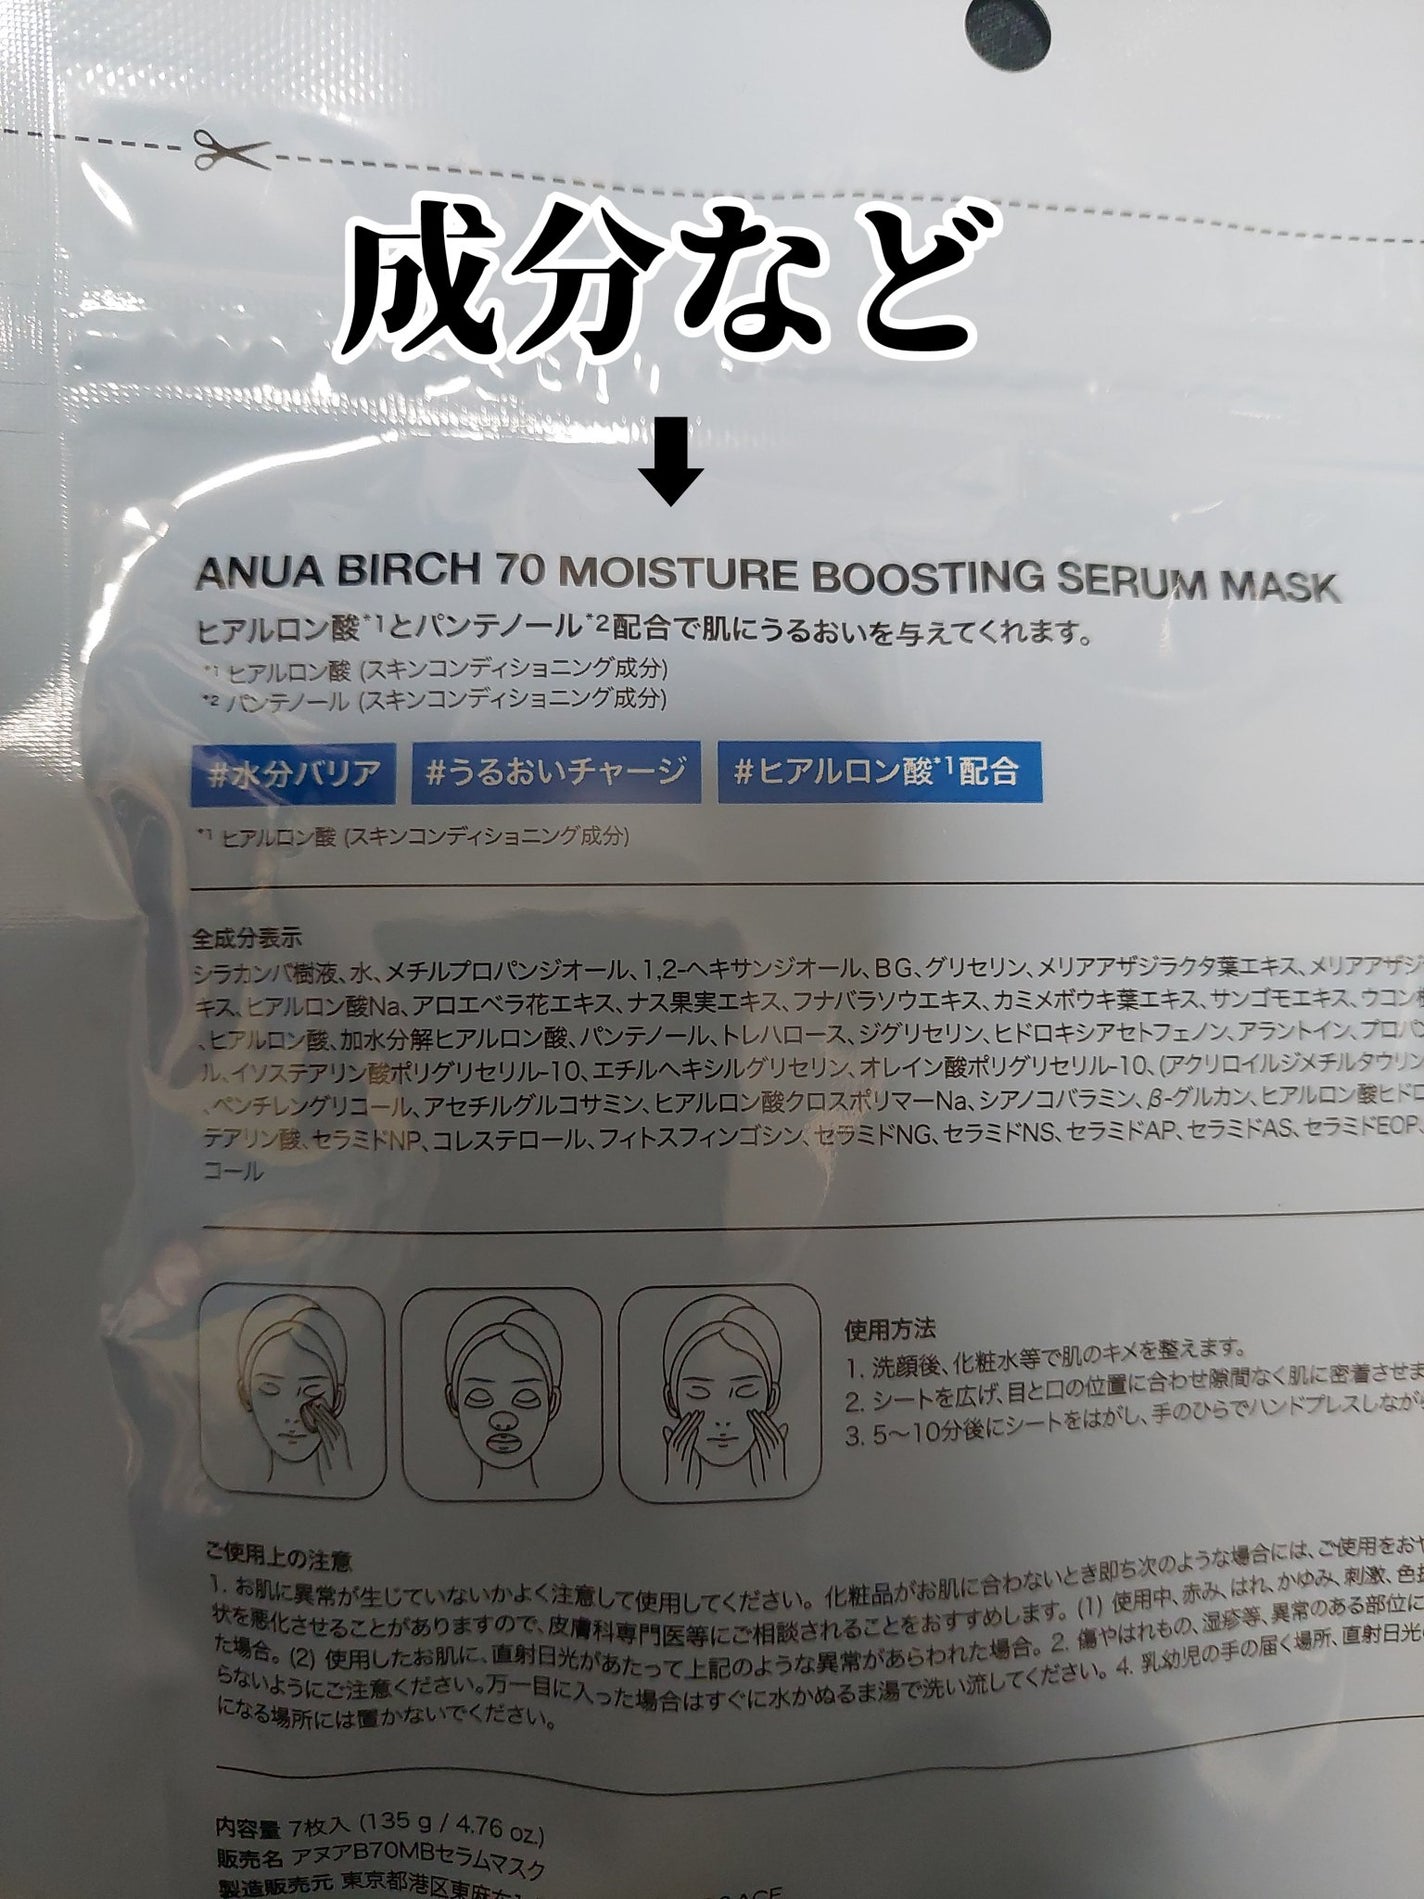 成分など
ANUA BIRCH 70 MOISTURE BOOSTING SERUM MASK
ヒアルロン酸*1とパンテノール*2配合で肌にうるおいを与えてくれます。
*1 ヒアルロン酸 (スキンコンディショニング成分)
*2 パンテノール (スキンコンディショニング成分)
#水分バリア #うるおいチャージ #ヒアルロン酸*1配合
*1 ヒアルロン酸 (スキンコンディショニング成分)
全成分表示
シラカンバ樹液、水、メチルプロパンジオール、1,2-ヘキサンジオール、BG、グリセリン、メリアアザジラクタ葉エキス、メリアアザジ
キス、ヒアルロン酸Na、アロエベラ花エキス、ナス果実エキス、フナバラソウエキス、カミメボウキ葉エキス、サンゴモエキス、ウコン
、ヒアルロン酸、加水分解ヒアルロン酸、パンテノール、トレハロース、ジグリセリン、ヒドロキシアセトフェノン、アラントイン、プロパ
ル、イソステアリン酸ポリグリセリル-10、エチルヘキシルグリセリン、オレイン酸ポリグリセリル-10、(アクリロイルジメチルタウリン
、ペンチレングリコール、アセチルグルコサミン、ヒアルロン酸クロスポリマーNa、シアノコバラミン、β-グルカン、ヒアルロン酸ヒドロ
テアリン酸、セラミドNP、コレステロール、フィトスフィンゴシン、セラミドNG、セラミドNS、セラミドAP、セラミドAS、セラミドEOP、
コール
使用方法
1. 洗顔後、化粧水等で肌のキメを整えます。
2. シートを広げ、目と口の位置に合わせ隙間なく肌に密着させま
3. 5～10分後にシートをはがし、手のひらでハンドプレスしながら
ご使用上の注意
1. お肌に異常が生じていないかよく注意して使用してください。化粧品がお肌に合わないとき即ち次のような場合には、ご使用をおや
状を悪化させることがありますので、皮膚科専門医等にご相談されることをおすすめします。(1) 使用中、赤み、はれ、かゆみ、刺激、色
た場合。(2) 使用したお肌に、直射日光があたって上記のような異常があらわれた場合。2. 傷やはれもの、湿疹等、異常のある部位に
らないようにご注意ください。万一目に入った場合はすぐに水かぬるま湯で洗い流してください。4. 乳幼児の手の届く場所、直射日光
になる場所には置かないでください。
内容量 7枚入 (135 g / 4.76 oz.)
販売名 アヌアB70MBセラムマスク
製造販売元 東京都港区東麻布